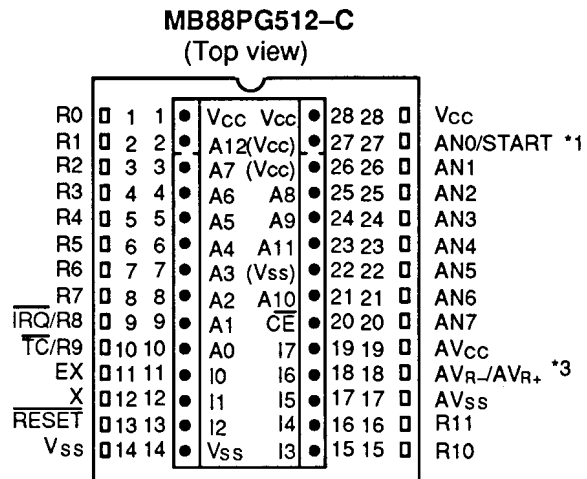 MB88PG512–C
(Top view)
R0 1 1 VCC VCC 28 28 VCC
R1 2 2 A12 (VCC) 27 27 AN0/START *1
R2 3 3 A7 (VCC) 26 26 AN1
R3 4 4 A6 A8 25 25 AN2
R4 5 5 A5 A9 24 24 AN3
R5 6 6 A4 A11 23 23 AN4
R6 7 7 A3 (VSS) 22 22 AN5
R7 8 8 A2 A10 21 21 AN6
IRQ/R8 9 9 A1 CE 20 20 AN7
TC/R9 10 10 A0 I7 19 19 AVCC
EX 11 11 I0 I6 18 18 AVR–/AVR+ *3
X 12 12 I1 I5 17 17 AVSS
RESET 13 13 I2 I4 16 16 R11
VSS 14 14 VSS I3 15 15 R10